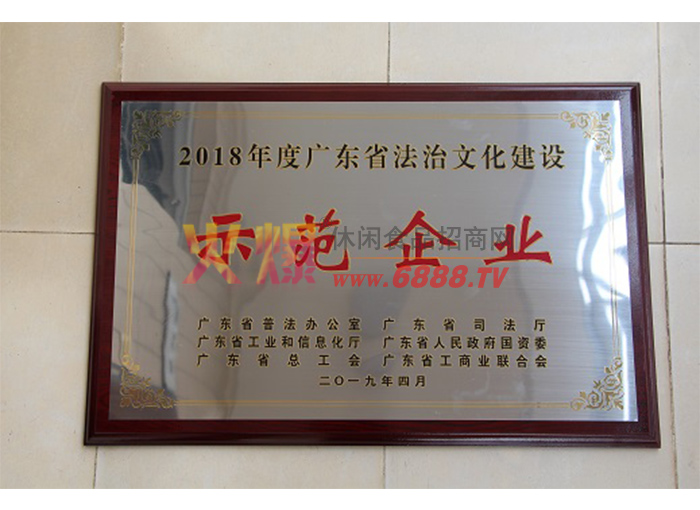 2018年度广东省法治文化建设
示范企业
火爆 休闲食品招商网
www.6888.TV
广东省普法办公室 广东省司法厅
广东省工业和信息化厅 广东省人民政府国资委
广东省总工会 广东省工商业联合会
二〇一九年四月